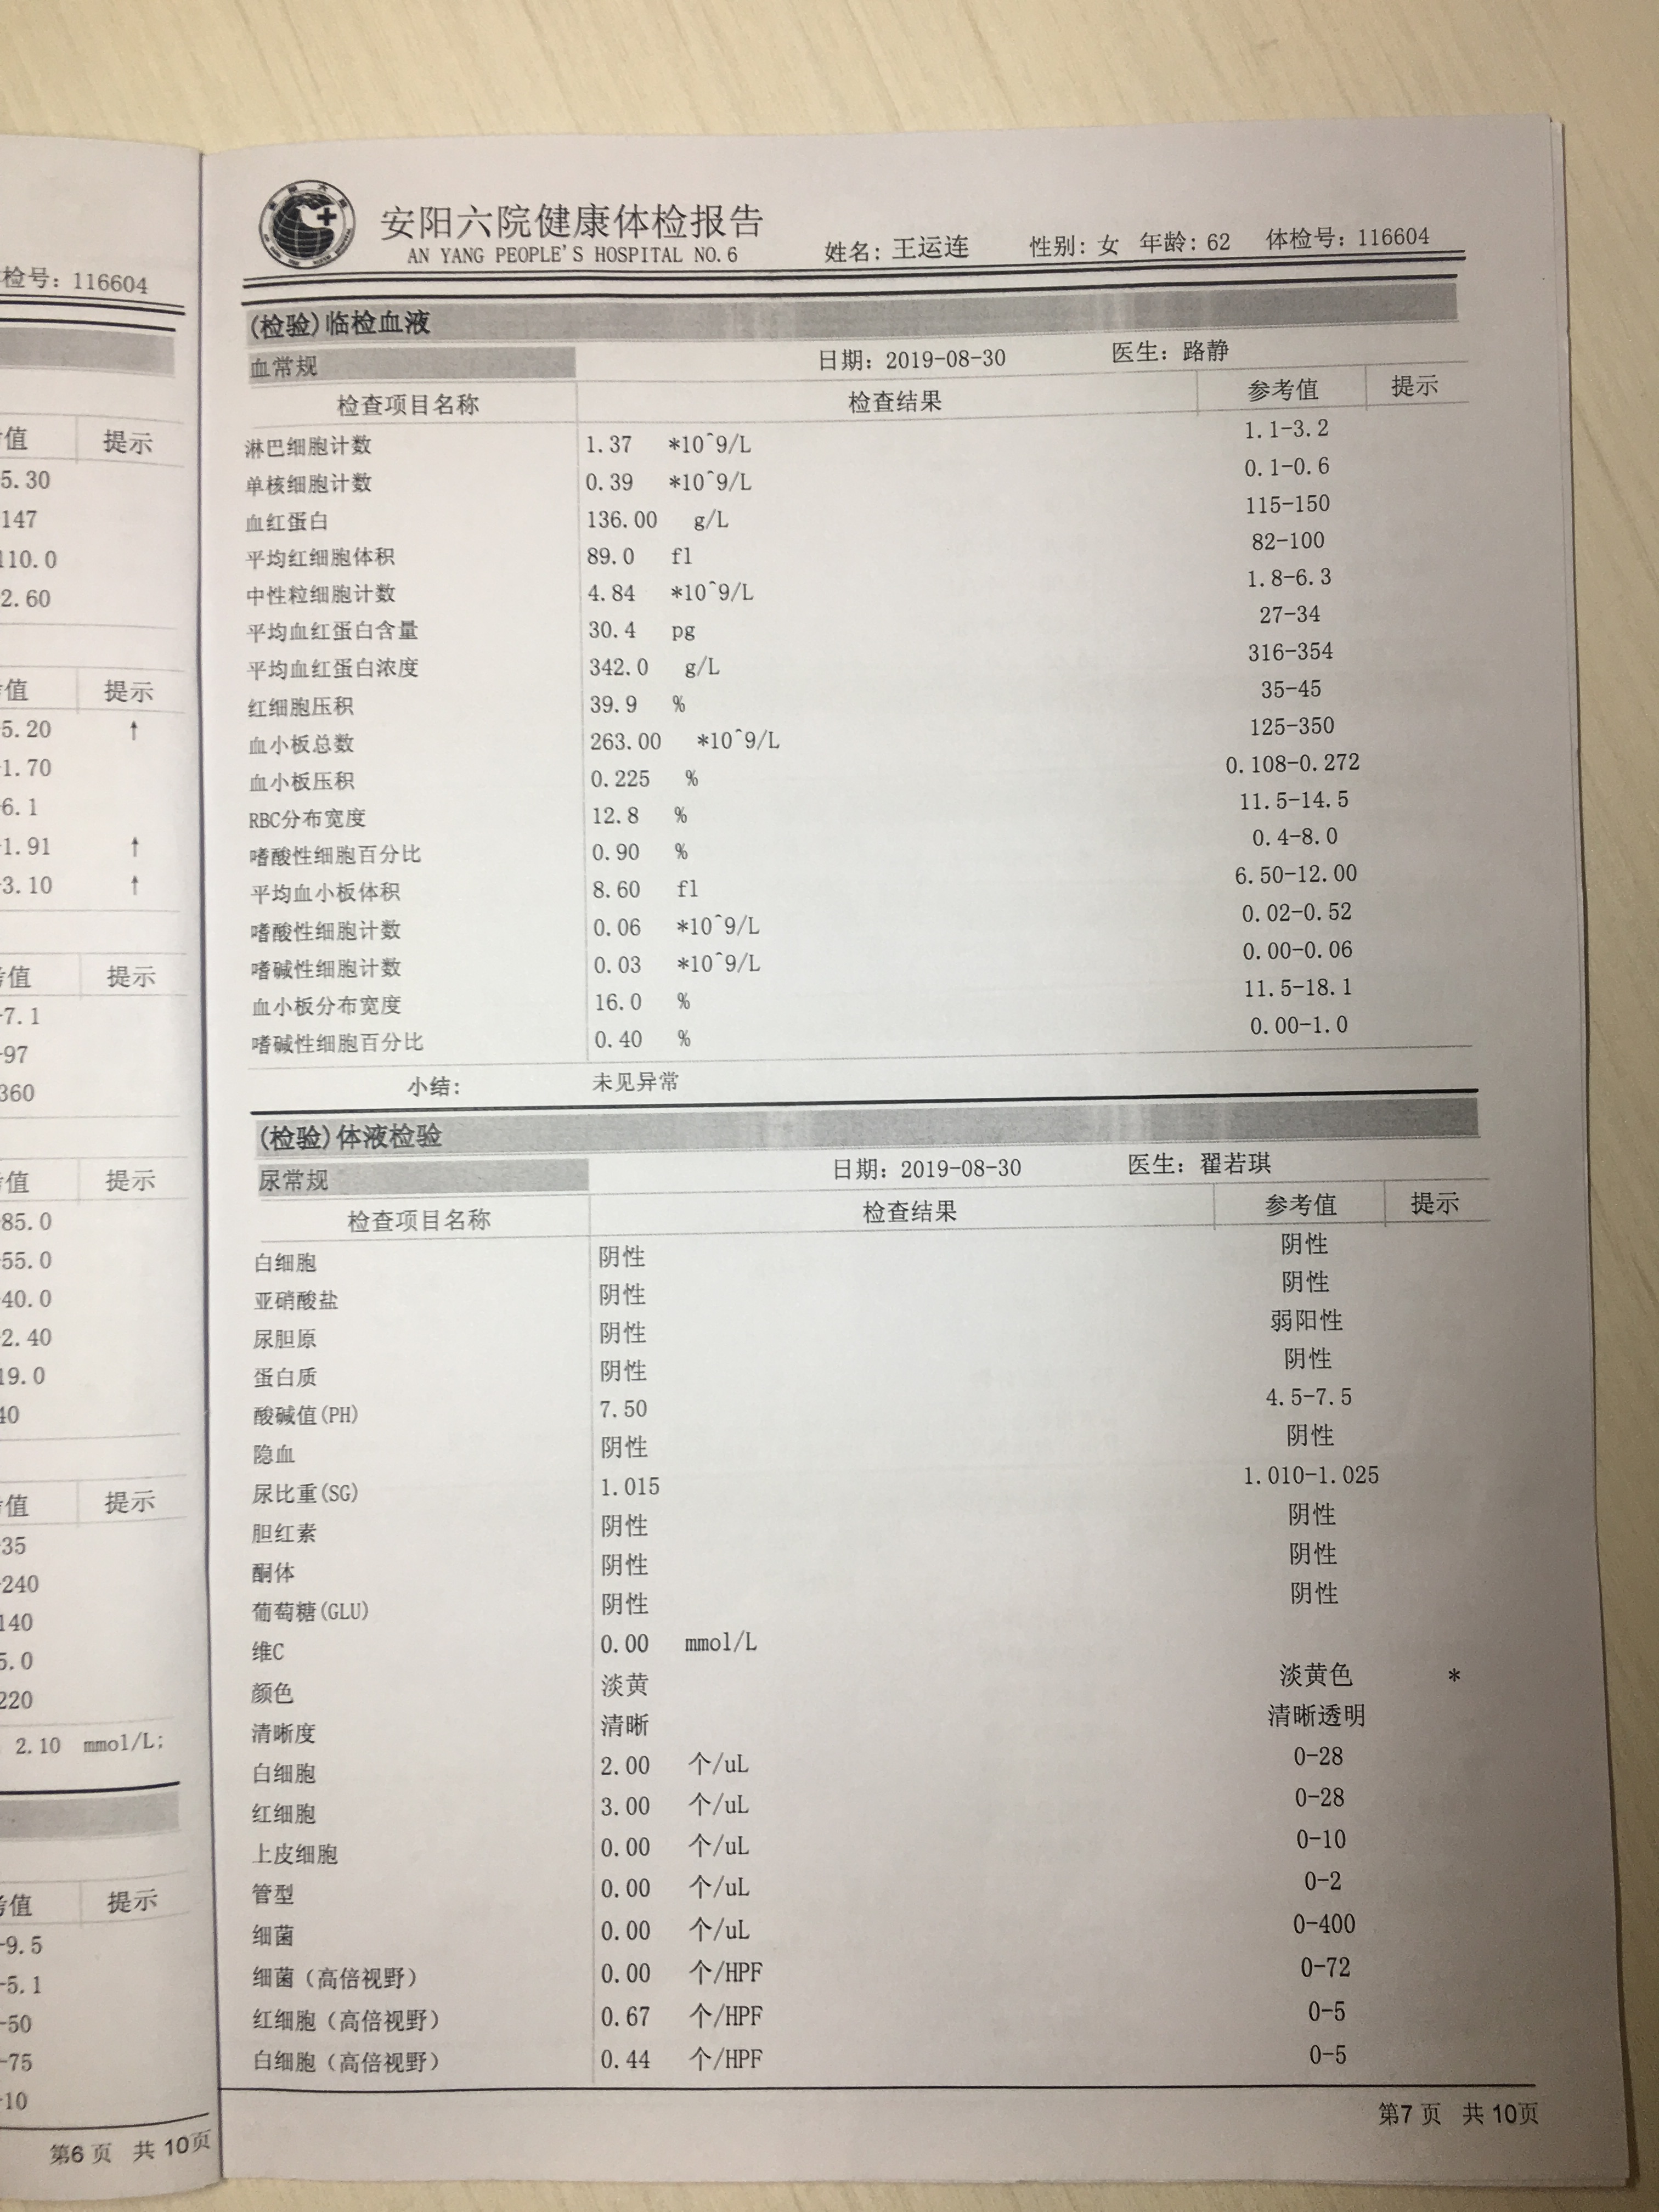 检号: 116604
值 提示
5.30
147
110.0
2.60
值 提示
5.20 ↑
1.70
6.1
1.91 ↑
3.10 ↑
值 提示
-7.1
-97
360
值 提示
85.0
55.0
40.0
2.40
19.0
40
值 提示
35
240
140
5.0
220
2.10 mmol/L;
值 提示
-9.5
-5.1
-50
-75
-10
第6 页 共 10页
安阳六院健康体检报告
AN YANG PEOPLE'S HOSPITAL NO.6
姓名: 王运连 性别: 女 年龄: 62 体检号: 116604
(检验)临检血液
血常规 日期: 2019-08-30 医生: 路静
检查项目名称 检查结果 参考值 提示
淋巴细胞计数 1.37 *10^9/L 1.1-3.2
单核细胞计数 0.39 *10^9/L 0.1-0.6
血红蛋白 136.00 g/L 115-150
平均红细胞体积 89.0 fl 82-100
中性粒细胞计数 4.84 *10^9/L 1.8-6.3
平均血红蛋白含量 30.4 pg 27-34
平均血红蛋白浓度 342.0 g/L 316-354
红细胞压积 39.9 % 35-45
血小板总数 263.00 *10^9/L 125-350
血小板压积 0.225 % 0.108-0.272
RBC分布宽度 12.8 % 11.5-14.5
嗜酸性细胞百分比 0.90 % 0.4-8.0
平均血小板体积 8.60 fl 6.50-12.00
嗜酸性细胞计数 0.06 *10^9/L 0.02-0.52
嗜碱性细胞计数 0.03 *10^9/L 0.00-0.06
血小板分布宽度 16.0 % 11.5-18.1
嗜碱性细胞百分比 0.40 % 0.00-1.0
小结: 未见异常
(检验)体液检验
尿常规 日期: 2019-08-30 医生: 翟若琪
检查项目名称 检查结果 参考值 提示
白细胞 阴性 阴性
亚硝酸盐 阴性 阴性
尿胆原 阴性 弱阳性
蛋白质 阴性 阴性
酸碱值(PH) 7.50 4.5-7.5
隐血 阴性 阴性
尿比重(SG) 1.015 1.010-1.025
胆红素 阴性 阴性
酮体 阴性 阴性
葡萄糖(GLU) 阴性 阴性
维C 0.00 mmol/L
颜色 淡黄 淡黄色 *
清晰度 清晰 清晰透明
白细胞 2.00 个/uL 0-28
红细胞 3.00 个/uL 0-28
上皮细胞 0.00 个/uL 0-10
管型 0.00 个/uL 0-2
细菌 0.00 个/uL 0-400
细菌（高倍视野） 0.00 个/HPF 0-72
红细胞（高倍视野） 0.67 个/HPF 0-5
白细胞（高倍视野） 0.44 个/HPF 0-5
第7 页 共 10页